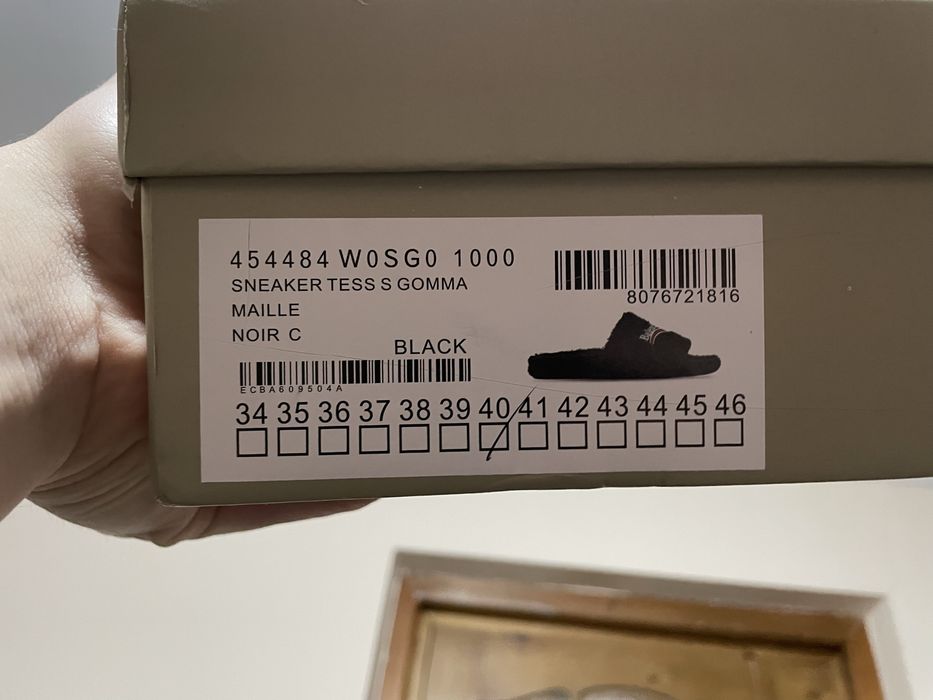 454484 W0SG0 1000
SNEAKER TESS S GOMMA
MAILLE
NOIR C
BLACK
8076721816
ECBA609504A
34 35 36 37 38 39 40 41 42 43 44 45 46